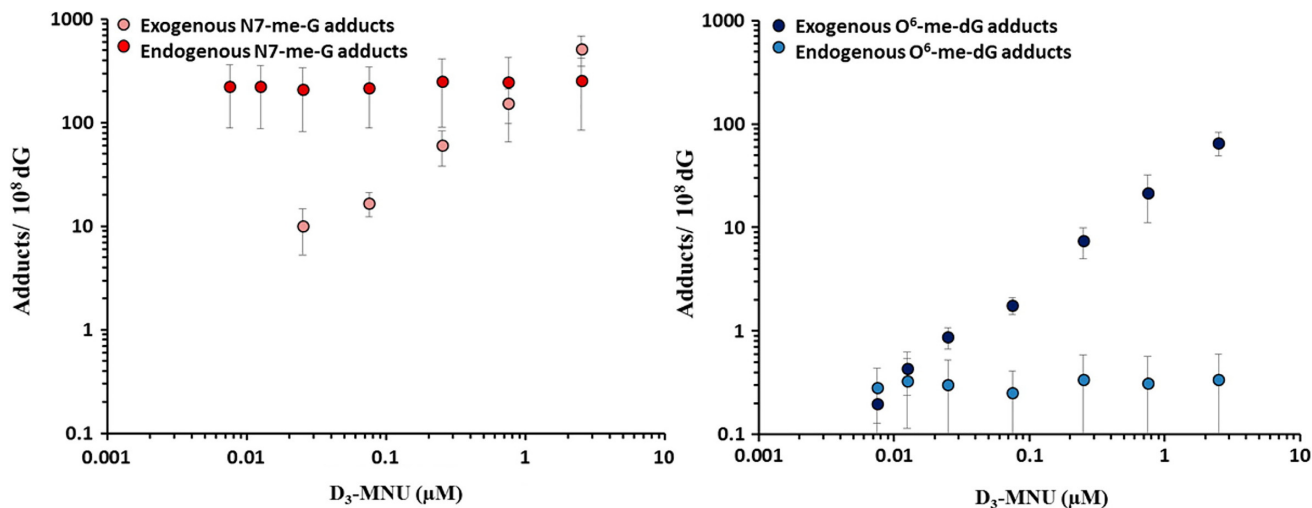 Exogenous N7-me-G adducts
Endogenous N7-me-G adducts
Adducts/ 10⁸ dG
1000
100
10
1
0.1
0.001
0.01
0.1
1
10
D₃-MNU (µM)
Exogenous O⁶-me-dG adducts
Endogenous O⁶-me-dG adducts
Adducts/ 10⁸ dG
1000
100
10
1
0.1
0.001
0.01
0.1
1
10
D₃-MNU (µM)